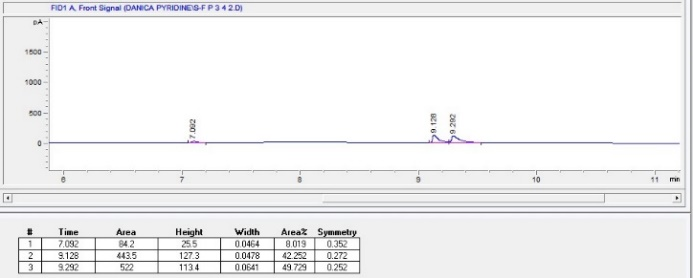 FID1 A, Front Signal (DANICA PYRIDINE\S-F P 3 4 2.D)
pA
1500
1000
500
0
7.092
9.128
9.292
6 7 8 9 10 11 min
# Time Area Height Width Area% Symmetry
1 7.092 84.2 25.5 0.0464 8.019 0.352
2 9.128 443.5 127.3 0.0478 42.252 0.272
3 9.292 522 113.4 0.0641 49.729 0.252